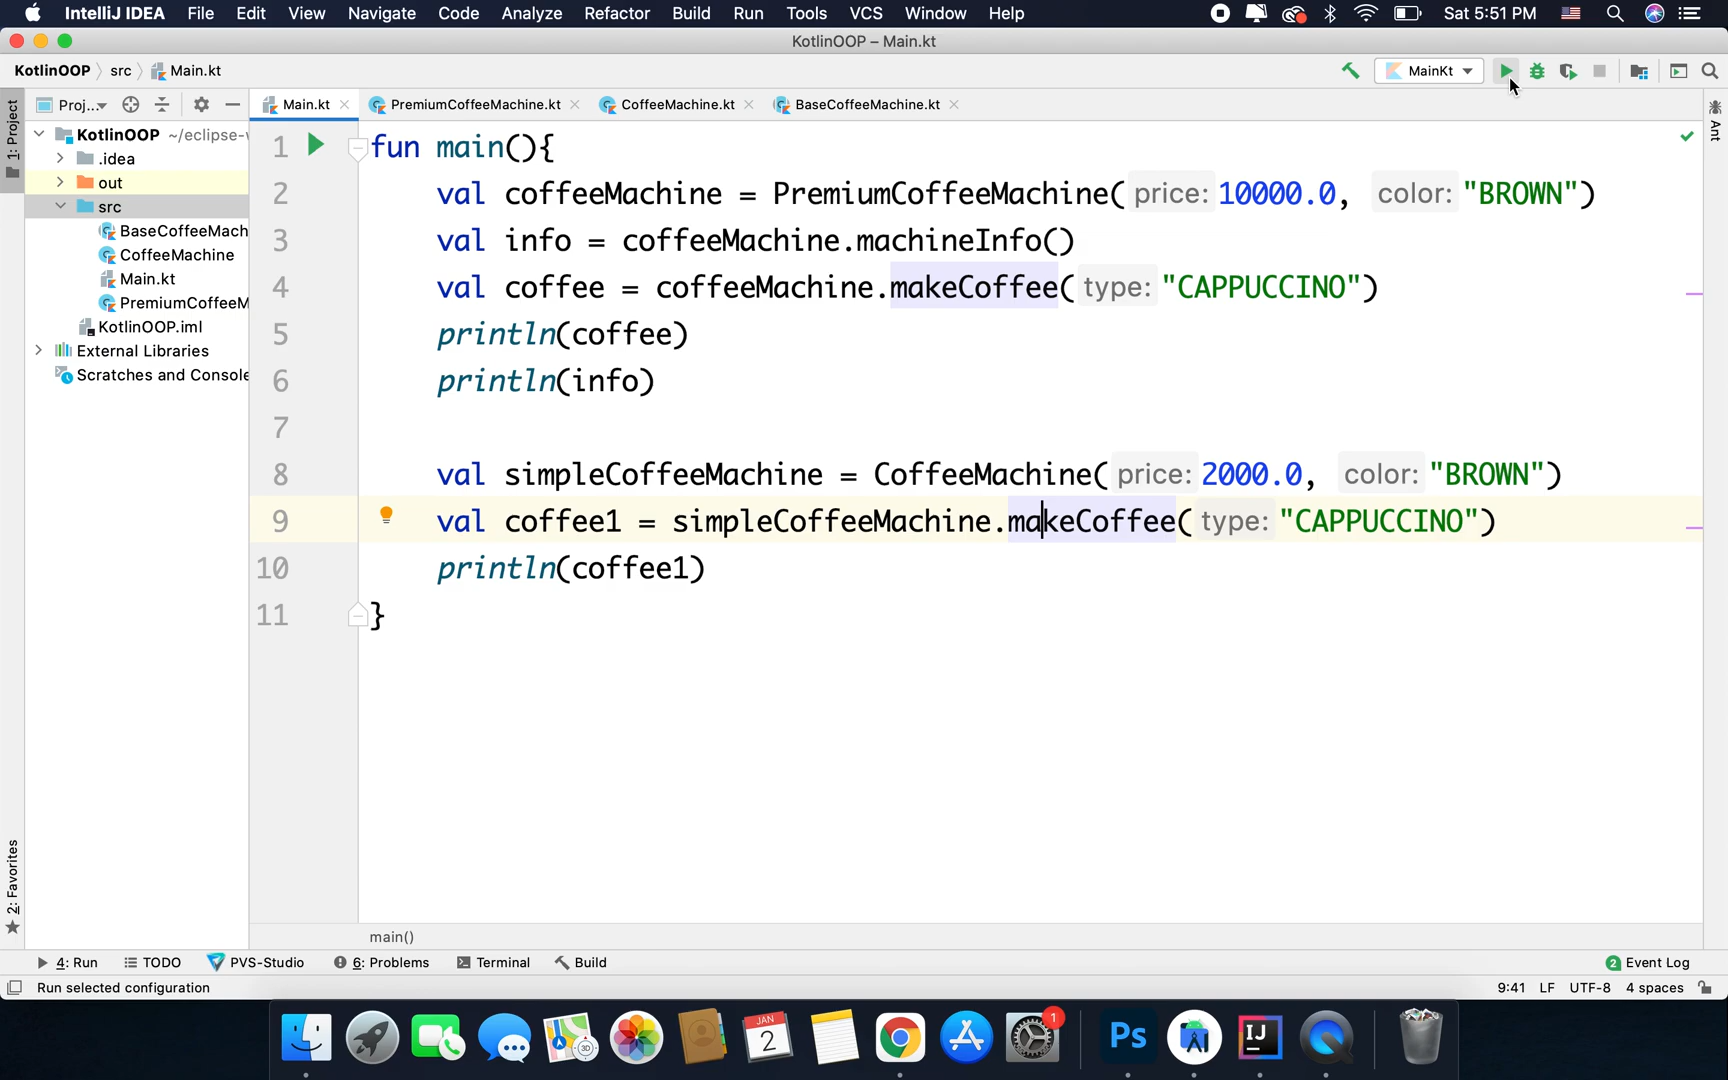 IntelliJ IDEA File Edit View Navigate Code Analyze Refactor Build Run Tools VCS Window Help Sat 5:51 PM
KotlinOOP – Main.kt
KotlinOOP src Main.kt MainKt
1: Project
Proj... Main.kt PremiumCoffeeMachine.kt CoffeeMachine.kt BaseCoffeeMachine.kt
Ant
KotlinOOP ~/eclipse-w
.idea
out
src
BaseCoffeeMach
CoffeeMachine
Main.kt
PremiumCoffeeM
KotlinOOP.iml
External Libraries
Scratches and Console
1 fun main(){
2 val coffeeMachine = PremiumCoffeeMachine( price: 10000.0, color: "BROWN")
3 val info = coffeeMachine.machineInfo()
4 val coffee = coffeeMachine.makeCoffee( type: "CAPPUCCINO")
5 println(coffee)
6 println(info)
7
8 val simpleCoffeeMachine = CoffeeMachine( price: 2000.0, color: "BROWN")
9 val coffee1 = simpleCoffeeMachine.makeCoffee( type: "CAPPUCCINO")
10 println(coffee1)
11 }
2: Favorites
main()
4: Run TODO PVS-Studio 6: Problems Terminal Build 2 Event Log
Run selected configuration 9:41 LF UTF-8 4 spaces
3D
JAN
2
1
Ps
IJ